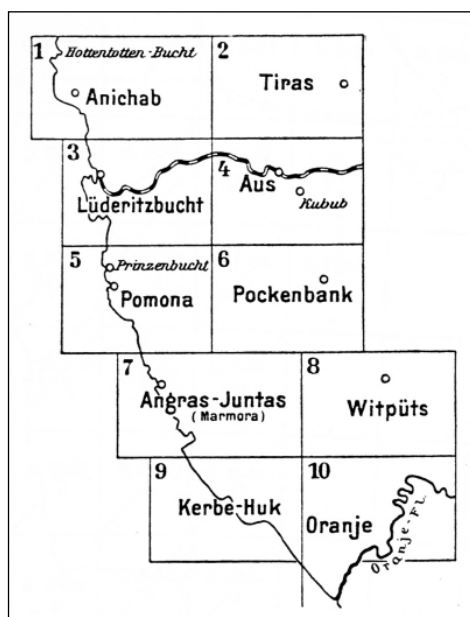 1
Hottentotten-Bucht
Anichab
2
Tiras
3
Lüderitzbucht
4
Aus
Kubub
5
Prinzenbucht
Pomona
6
Pockenbank
7
Angras-Juntas
(Marmora)
8
Witpüts
9
Kerbe-Huk
10
Oranje
Oranje-Fl.